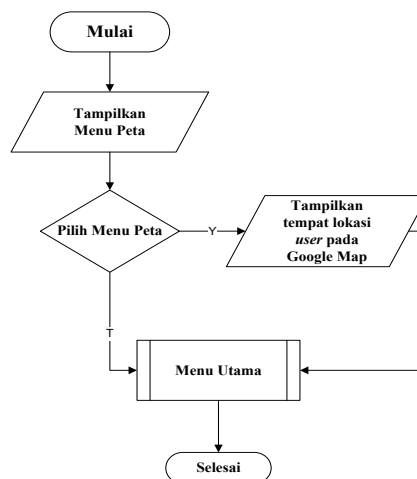 Mulai
Tampilkan
Menu Peta
Pilih Menu Peta
Y
Tampilkan
tempat lokasi
user pada
Google Map
T
Menu Utama
Selesai